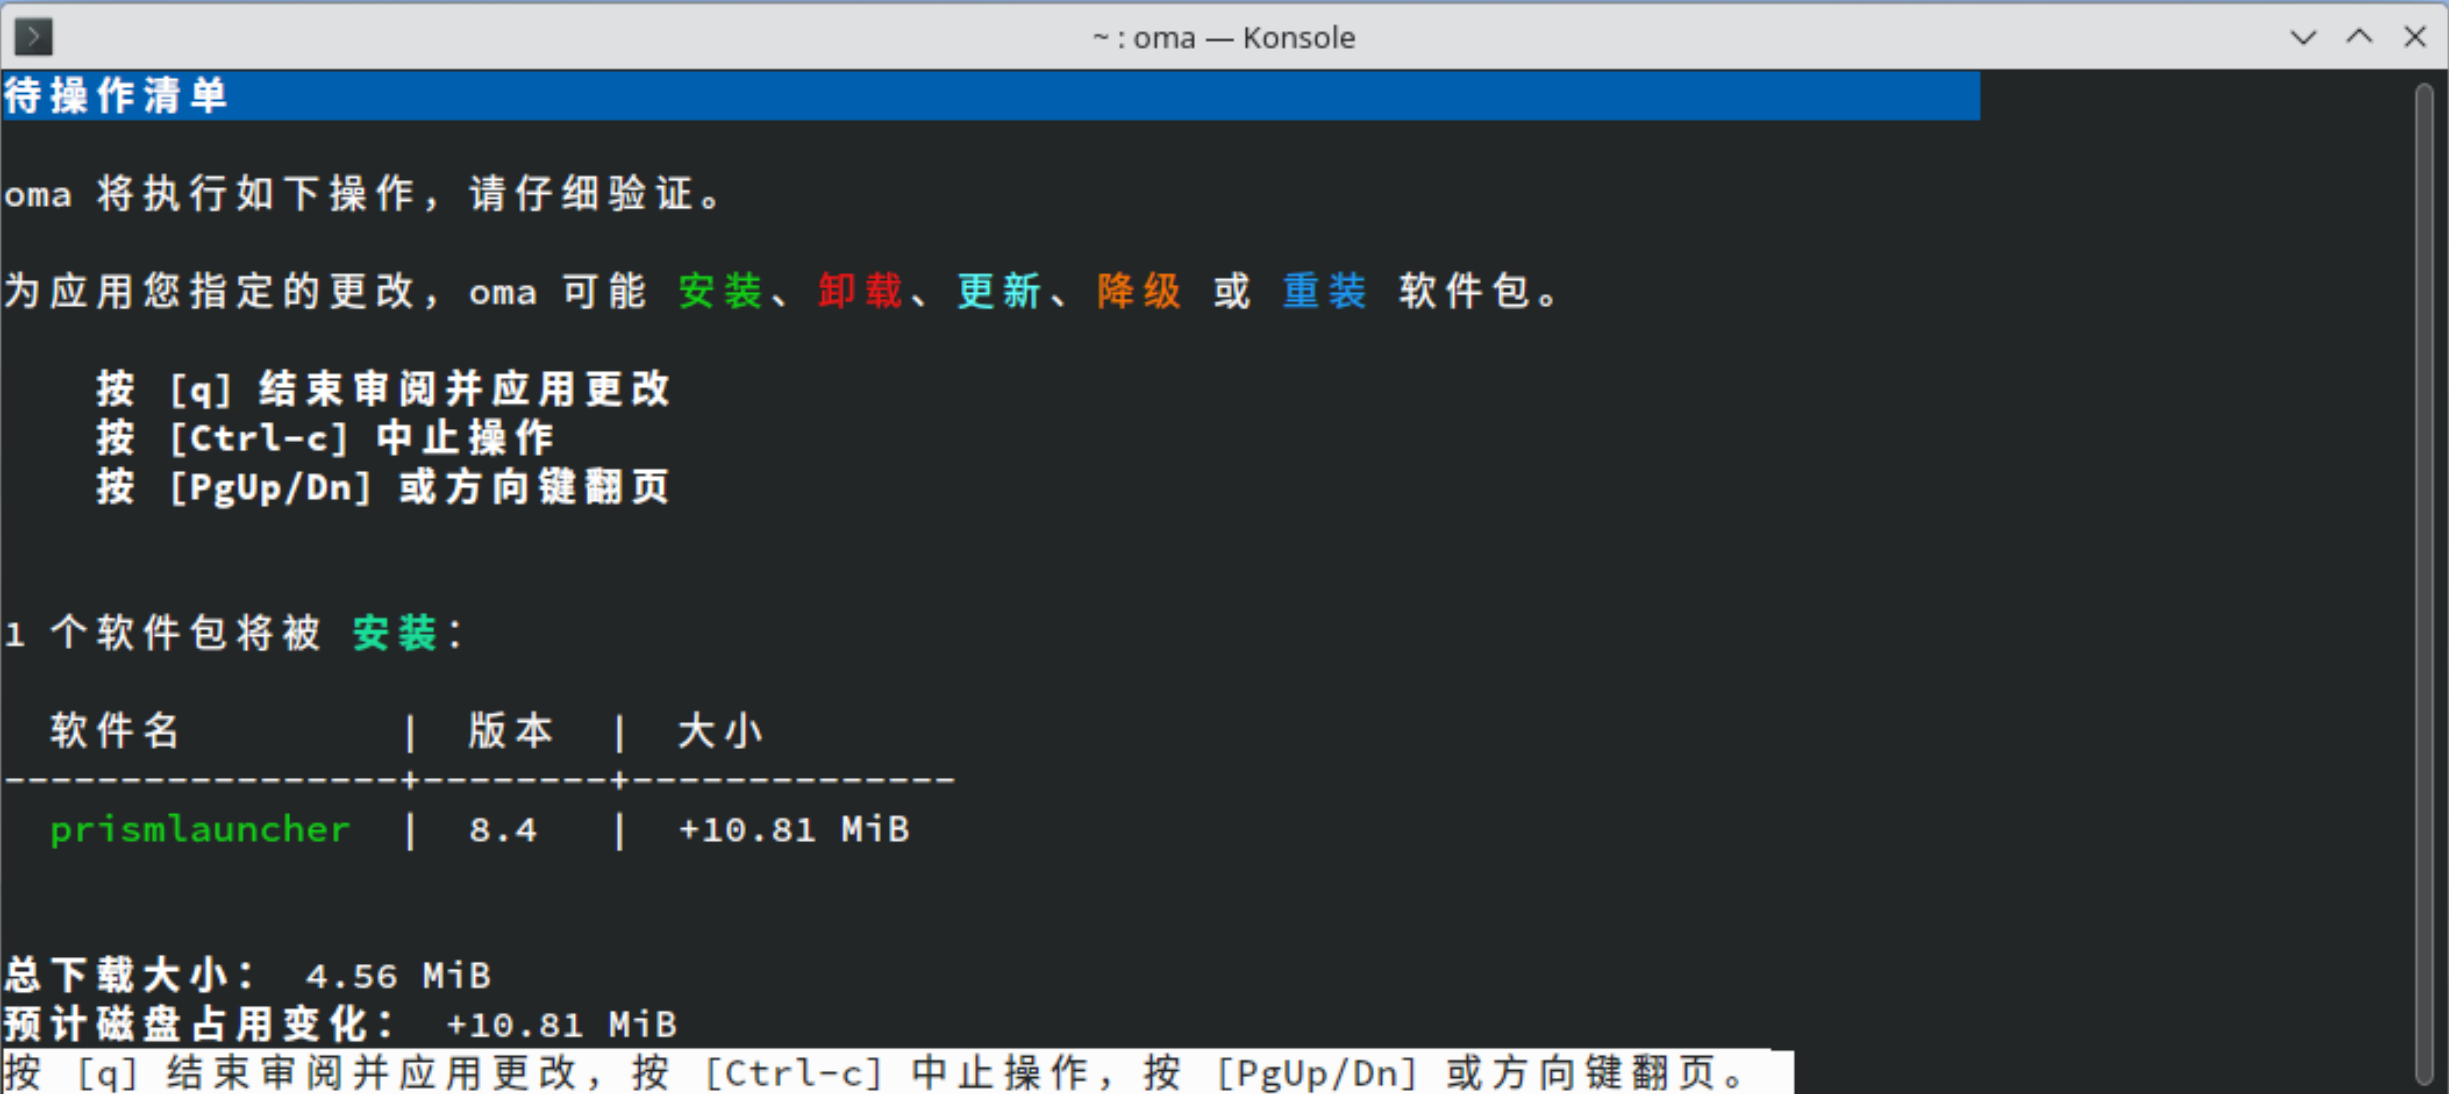 ~ : oma — Konsole
待操作清单
oma 将执行如下操作，请仔细验证。
为应用您指定的更改，oma 可能 安装、卸载、更新、降级 或 重装 软件包。
按 [q] 结束审阅并应用更改
按 [Ctrl-c] 中止操作
按 [PgUp/Dn] 或方向键翻页
1 个软件包将被 安装：
软件名 | 版本 | 大小
-----------------+--------+--------------
prismlauncher | 8.4 | +10.81 MiB
总下载大小： 4.56 MiB
预计磁盘占用变化： +10.81 MiB
按 [q] 结束审阅并应用更改，按 [Ctrl-c] 中止操作，按 [PgUp/Dn] 或方向键翻页。